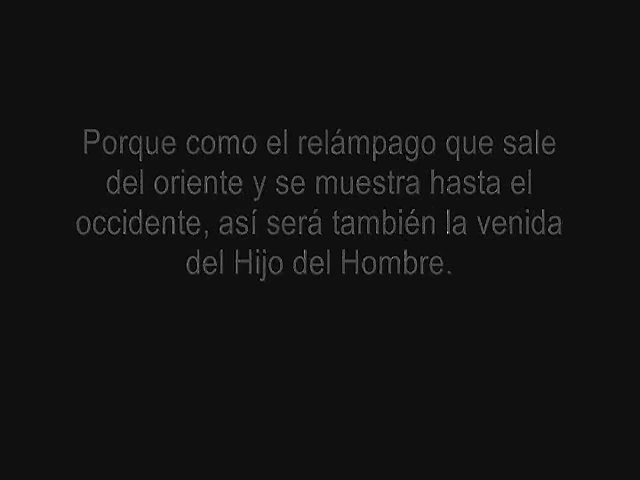 Porque como el relámpago que sale
del oriente y se muestra hasta el
occidente, así será también la venida
del Hijo del Hombre.